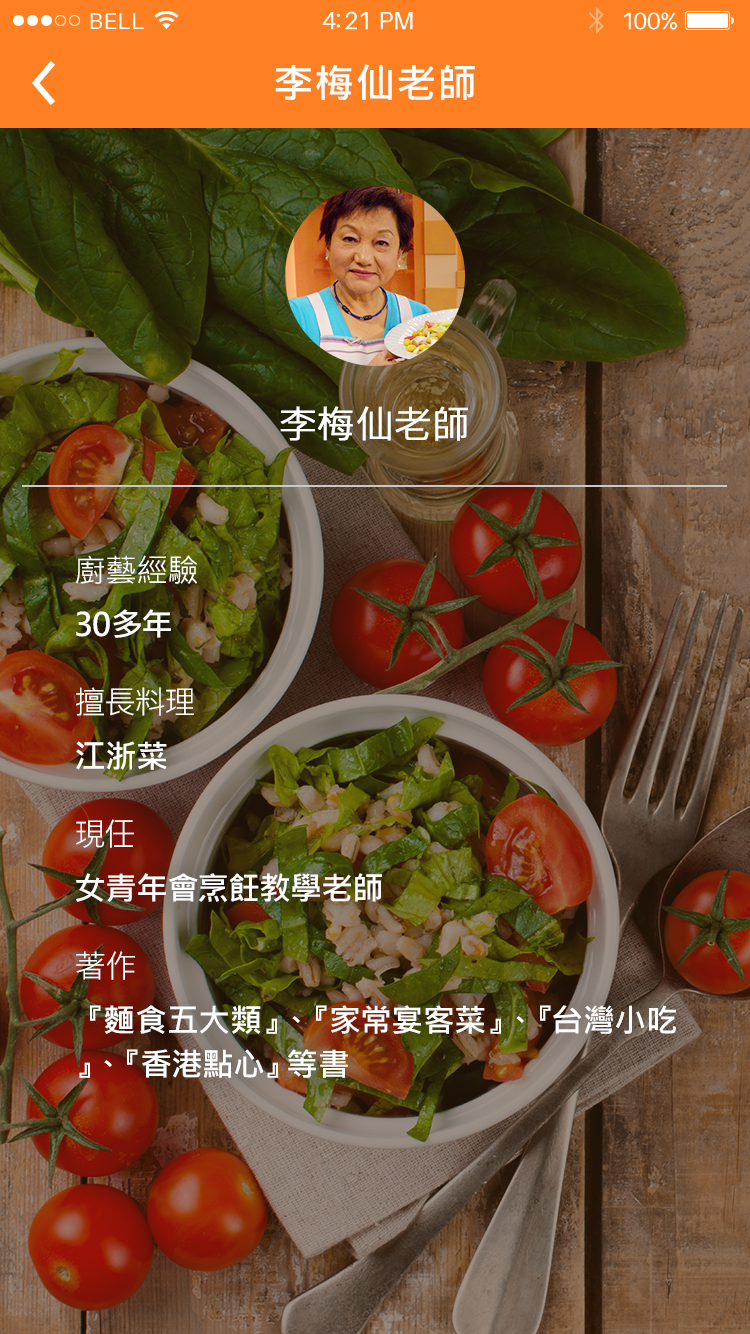 BELL 4:21 PM 100%
李梅仙老師
李梅仙老師
廚藝經驗
30多年
擅長料理
江浙菜
現任
女青年會烹飪教學老師
著作
『麵食五大類』、『家常宴客菜』、『台灣小吃
』、『香港點心』等書